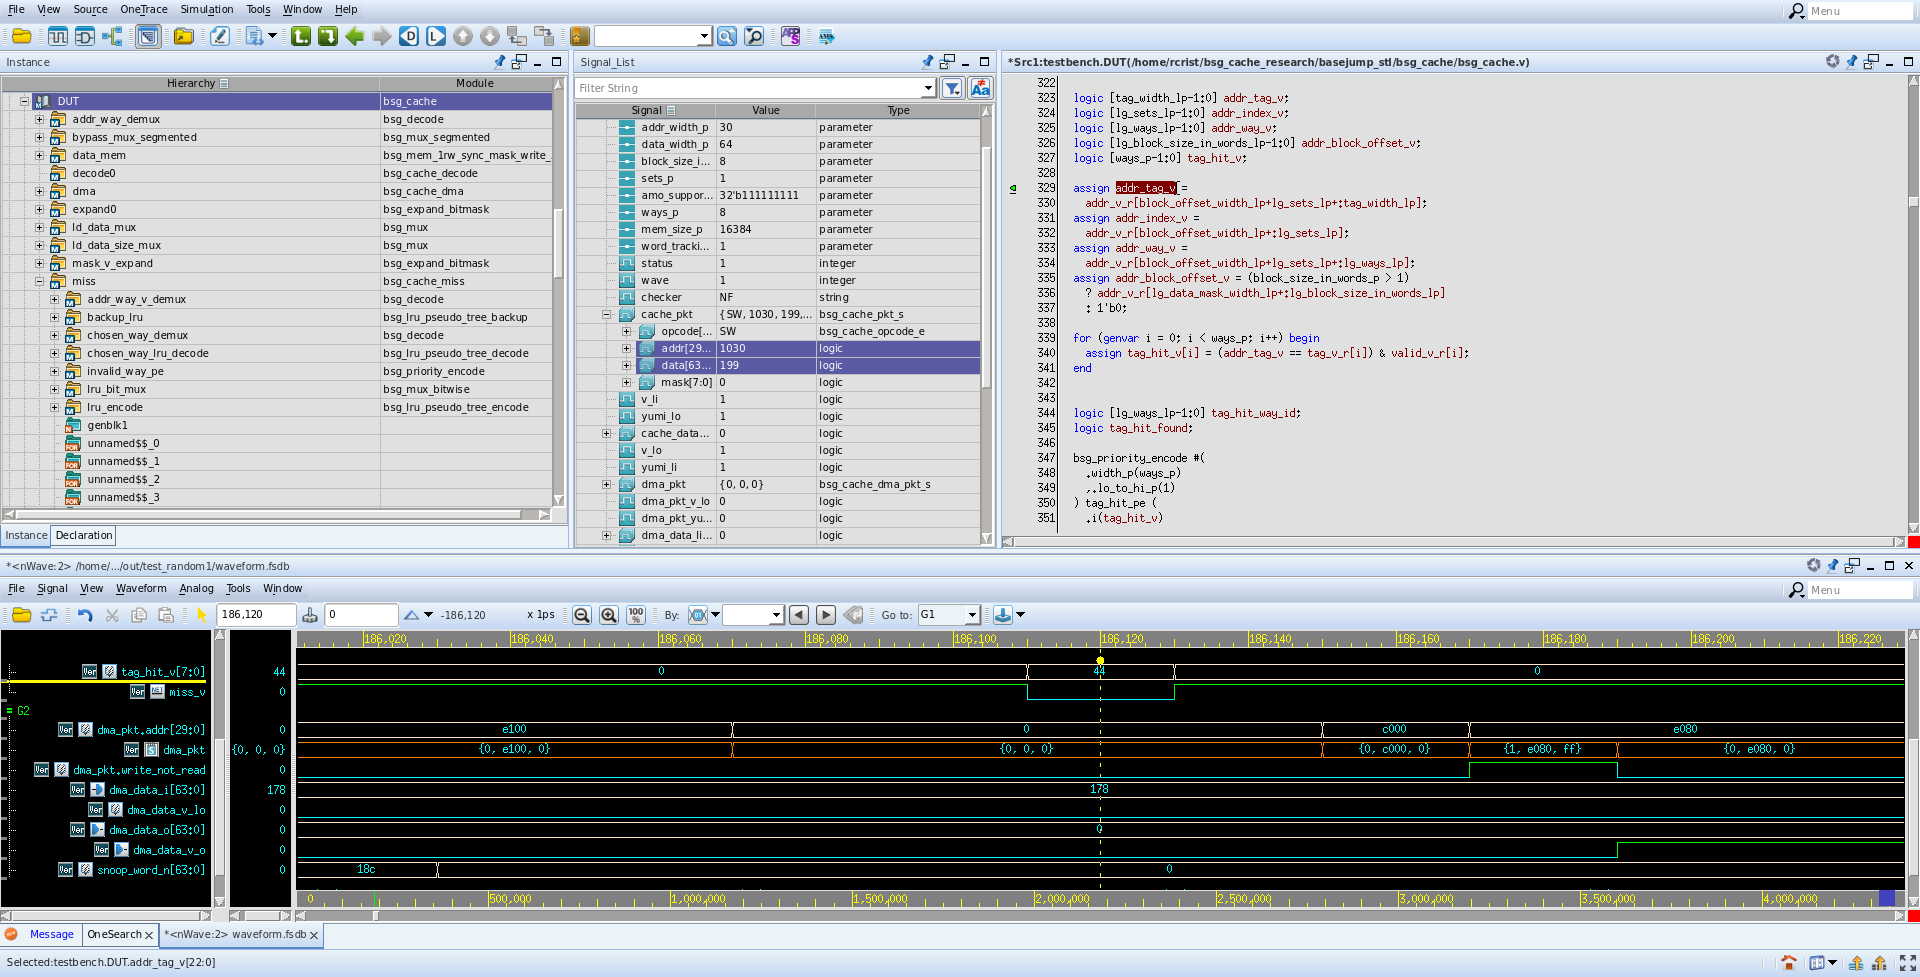 File View Source OneTrace Simulation Tools Window Help
Menu
Instance
Hierarchy Module
DUT bsg_cache
addr_way_demux bsg_decode
bypass_mux_segmented bsg_mux_segmented
data_mem bsg_mem_1rw_sync_mask_write_
decode0 bsg_cache_decode
dma bsg_cache_dma
expand0 bsg_expand_bitmask
ld_data_mux bsg_mux
ld_data_size_mux bsg_mux
mask_v_expand bsg_expand_bitmask
miss bsg_cache_miss
addr_way_v_demux bsg_decode
backup_lru bsg_lru_pseudo_tree_backup
chosen_way_demux bsg_decode
chosen_way_lru_decode bsg_lru_pseudo_tree_decode
invalid_way_pe bsg_priority_encode
lru_bit_mux bsg_mux_bitwise
lru_encode bsg_lru_pseudo_tree_encode
genblk1
unnamed$$_0
unnamed$$_1
unnamed$$_2
unnamed$$_3
Instance Declaration
Signal_List
Filter String
Signal Value Type
addr_width_p 30 parameter
data_width_p 64 parameter
block_size_i... 8 parameter
sets_p 1 parameter
amo_suppor... 32'b111111111 parameter
ways_p 8 parameter
mem_size_p 16384 parameter
word_tracki... 1 parameter
status 1 integer
wave 1 integer
checker NF string
cache_pkt {SW, 1030, 199,... bsg_cache_pkt_s
opcode[... SW bsg_cache_opcode_e
addr[29... 1030 logic
data[63... 199 logic
mask[7:0] 0 logic
v_li 1 logic
yumi_lo 1 logic
cache_data... 0 logic
v_lo 1 logic
yumi_li 1 logic
dma_pkt {0, 0, 0} bsg_cache_dma_pkt_s
dma_pkt_v_lo 0 logic
dma_pkt_yu... 0 logic
dma_data_li... 0 logic
*Src1:testbench.DUT(/home/rcrist/bsg_cache_research/basejump_stl/bsg_cache/bsg_cache.v)
322
323 logic [tag_width_lp-1:0] addr_tag_v;
324 logic [lg_sets_lp-1:0] addr_index_v;
325 logic [lg_ways_lp-1:0] addr_way_v;
326 logic [lg_block_size_in_words_lp-1:0] addr_block_offset_v;
327 logic [ways_p-1:0] tag_hit_v;
328
329 assign addr_tag_v =
330 addr_v_r[block_offset_width_lp+lg_sets_lp+:tag_width_lp];
331 assign addr_index_v =
332 addr_v_r[block_offset_width_lp+:lg_sets_lp];
333 assign addr_way_v =
334 addr_v_r[block_offset_width_lp+lg_sets_lp+:lg_ways_lp];
335 assign addr_block_offset_v = (block_size_in_words_p > 1)
336 ? addr_v_r[lg_data_mask_width_lp+:lg_block_size_in_words_lp]
337 : 1'b0;
338
339 for (genvar i = 0; i < ways_p; i++) begin
340 assign tag_hit_v[i] = (addr_tag_v == tag_v_r[i]) & valid_v_r[i];
341 end
342
343
344 logic [lg_ways_lp-1:0] tag_hit_way_id;
345 logic tag_hit_found;
346
347 bsg_priority_encode #(
348 .width_p(ways_p)
349 ,.lo_to_hi_p(1)
350 ) tag_hit_pe (
351 .i(tag_hit_v)
*<nWave:2> /home/.../out/test_random1/waveform.fsdb
File Signal View Waveform Analog Tools Window
Menu
186,120 0 -186,120 x 1ps 100 % By: Go to: G1
186,020 186,040 186,060 186,080 186,100 186,120 186,140 186,160 186,180 186,200 186,220
tag_hit_v[7:0] 44 0 44 0
miss_v 0
G2
dma_pkt.addr[29:0] 0 e100 0 c000 e080
dma_pkt {0, 0, 0} {0, e100, 0} {0, 0, 0} {0, c000, 0} {1, e080, ff} {0, e080, 0}
dma_pkt.write_not_read 0
dma_data_i[63:0] 178 178
dma_data_v_lo 0
dma_data_o[63:0] 0 0
dma_data_v_o 0
snoop_word_n[63:0] 0 18c 0
0 500,000 1,000,000 1,500,000 2,000,000 2,500,000 3,000,000 3,500,000 4,000,000
Message OneSearch *<nWave:2> waveform.fsdb
Selected:testbench.DUT.addr_tag_v[22:0]